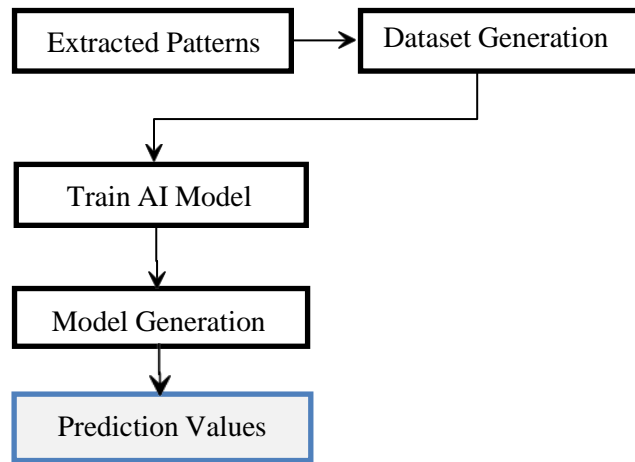 Extracted Patterns
Dataset Generation
Train AI Model
Model Generation
Prediction Values